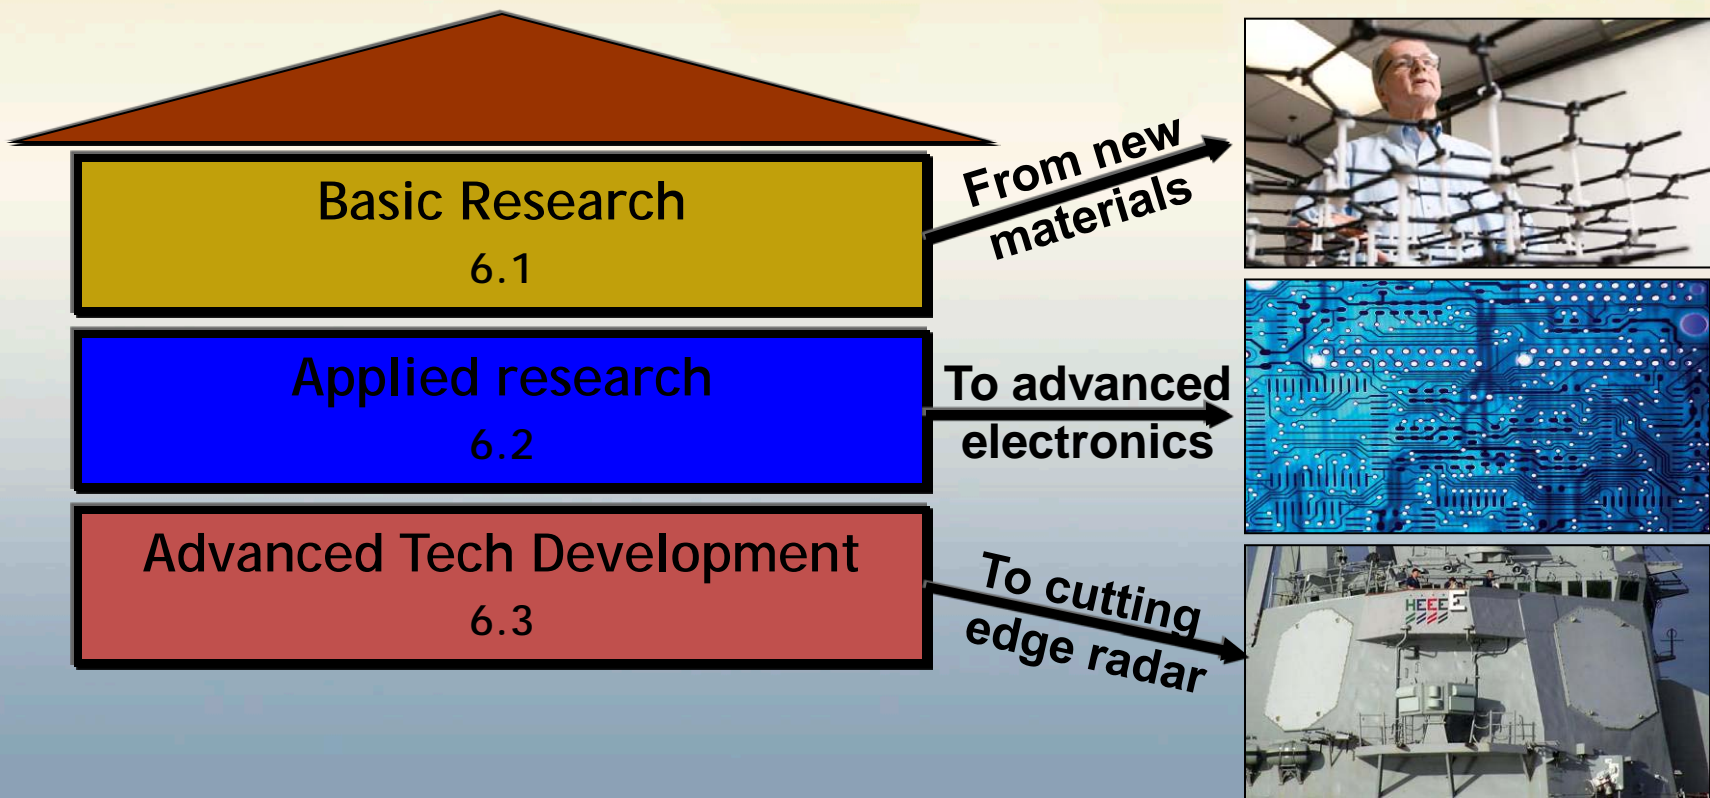 Basic Research
6.1
From new
materials
Applied research
6.2
To advanced
electronics
Advanced Tech Development
6.3
To cutting
edge radar
HEEEE